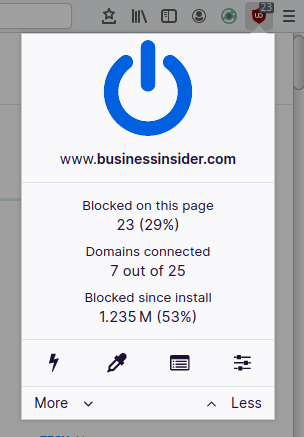 23
www.businessinsider.com
Blocked on this page
23 (29%)
Domains connected
7 out of 25
Blocked since install
1.235 M (53%)
More
Less